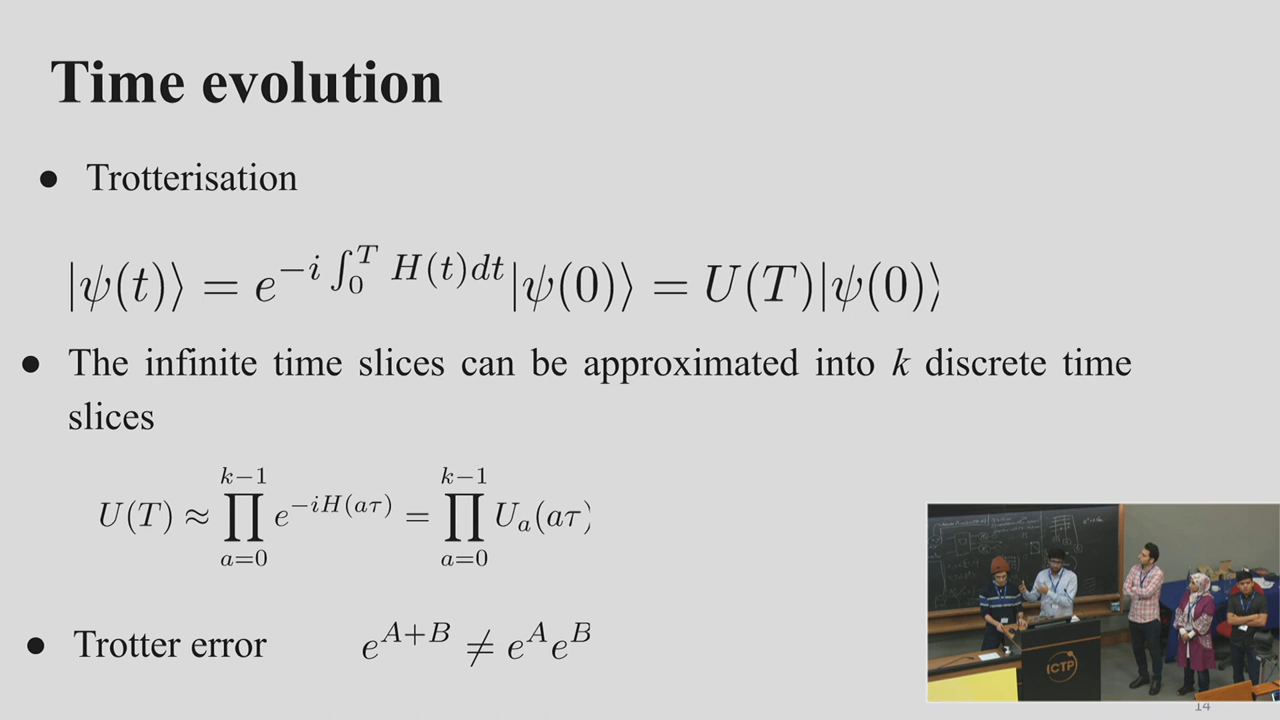 Time evolution
● Trotterisation
|ψ(t)⟩ = e^{−i ∫_0^T H(t)dt}|ψ(0)⟩ = U(T)|ψ(0)⟩
● The infinite time slices can be approximated into k discrete time
slices
U(T) ≈ ∏_{a=0}^{k−1} e^{−iH(aτ)} = ∏_{a=0}^{k−1} U_a(aτ)
● Trotter error e^{A+B} ≠ e^A e^B
ICTP
14